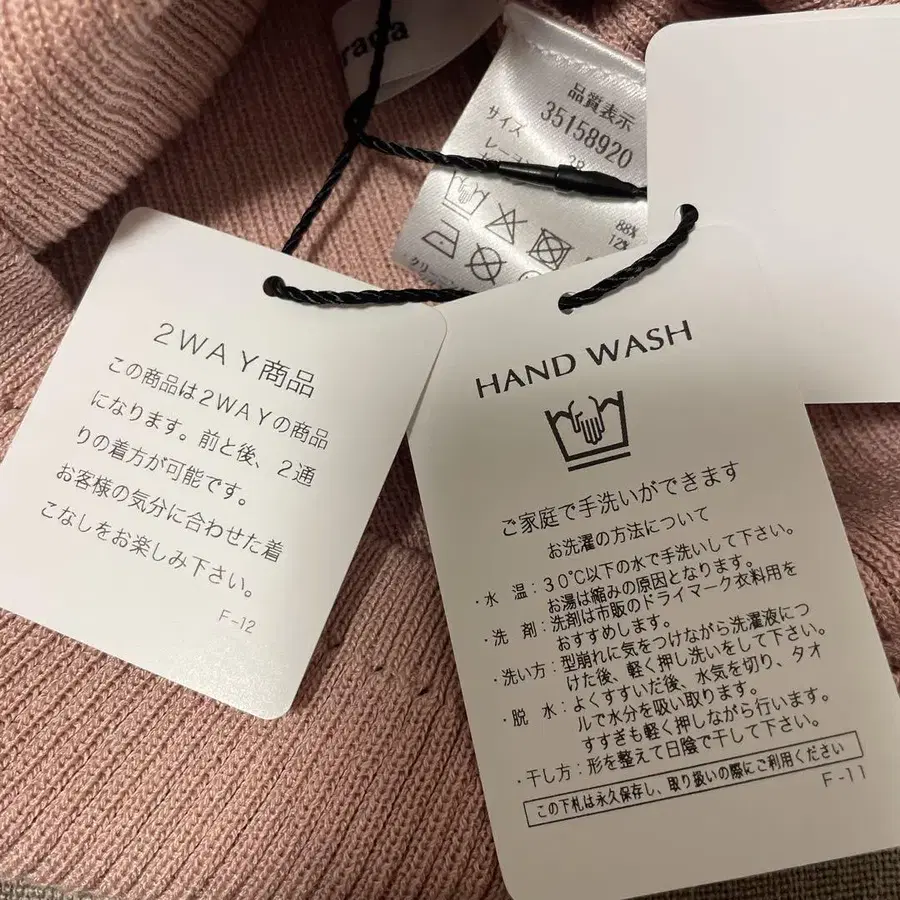 品質表示
35158920
サイズ
38
88%
12%
2WAY商品
この商品は2WAYの商品
になります。前と後、2通
りの着方が可能です。
お客様の気分に合わせた着
こなしをお楽しみ下さい。
F-12
HAND WASH
ご家庭で手洗いができます
お洗濯の方法について
・水 温：30℃以下の水で手洗いして下さい。
お湯は縮みの原因となります。
・洗 剤：洗剤は市販のドライマーク衣料用を
おすすめします。
・洗い方：型崩れに気をつけながら洗濯液につ
けた後、軽く押し洗いをして下さい。
・脱 水：よくすすいだ後、水気を切り、タオ
ルで水分を吸い取ります。
すすぎも軽く押しながら行います。
・干し方：形を整えて日陰で干して下さい。
この下札は永久保存し、取り扱いの際にご利用ください
F-11